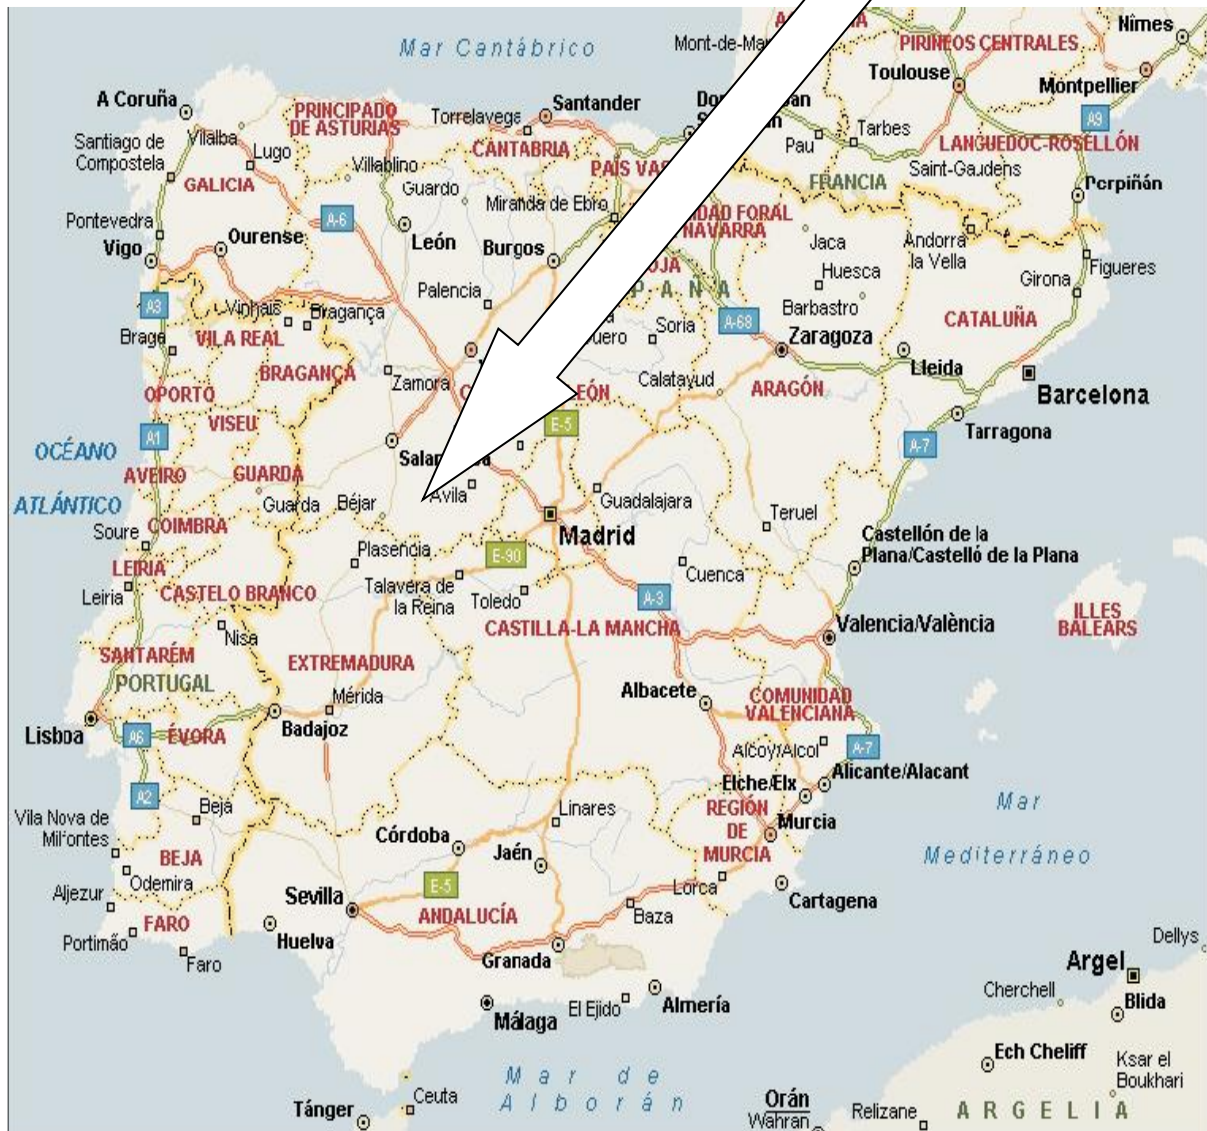 Nîmes
Mar Cantábrico
Mont-de-Ma
PIRINEOS CENTRALES
Toulouse
Montpellier
A Coruña
PRINCIPADO
DE ASTURIAS
Torrelavega
Santander
A9
Santiago de
Compostela
Vilalba
Lugo
Villablino
CANTABRIA
PAÍS VAS
Pau
Tarbes
LANGUEDOC-ROSELLÓN
Saint-Gaudens
GALICIA
Guardo
FRANCIA
Perpiñán
Pontevedra
A-6
Miranda de Ebro
Vigo
Ourense
León
Burgos
NAVARRA
Jaca
Andorra
la Vella
Figueres
Huesca
Girona
A3
Palencia
Vinhais
Bragança
Barbastro
VILA REAL
Soria
A-68
Zaragoza
CATALUÑA
Braga
BRAGANÇA
Zamora
Lleida
Calatayud
ARAGÓN
Barcelona
OPORTO
VISEU
E-5
Tarragona
OCÉANO
ATLÁNTICO
A1
A-7
AVEIRO
GUARDA
Guarda
Béjar
Guadalajara
Teruel
Soure
COIMBRA
Madrid
Castellón de la
Plana/Castelló de la Plana
Plasencia
E-90
LEIRIA
Leiria
CASTELO BRANCO
Talavera de
la Reina
Toledo
Cuenca
A-3
ILLES
BALEARS
Nisa
CASTILLA-LA MANCHA
Valencia/València
SANTARÉM
EXTREMADURA
PORTUGAL
Mérida
Albacete
COMUNIDAD
VALENCIANA
Lisboa
A6
ÉVORA
Badajoz
Alcoy/Alcoi
A-7
A2
Elche/Elx
Alicante/Alacant
Beja
Vila Nova de
Milfontes
Linares
REGIÓN
DE
MURCIA
Murcia
Mar
Mediterráneo
Córdoba
Jaén
BEJA
Odemira
Aljezur
E-5
Lorca
Cartagena
Sevilla
ANDALUCÍA
Baza
FARO
Portimão
Faro
Huelva
Granada
Dellys
Argel
Málaga
El Ejido
Almería
Cherchell
Blida
Ech Cheliff
Ksar el
Boukhari
Mar de
Alborán
Tánger
Ceuta
Orán
Wahran
Relizane
ARGELIA